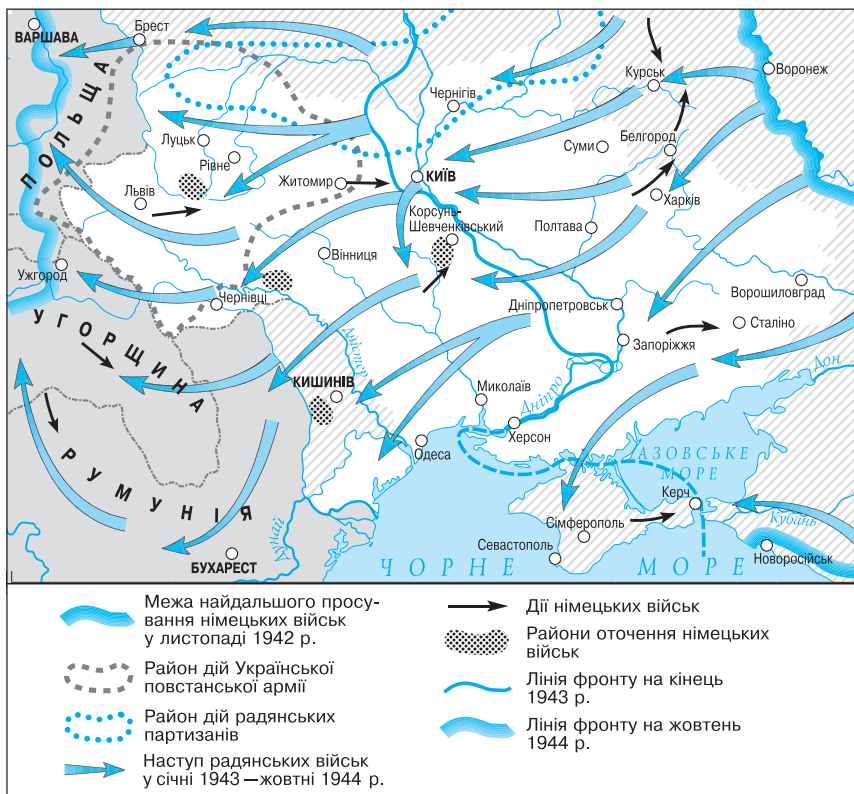 ВАРШАВА
Брест
ПОЛЬЩА
Чернігів
Курськ
Воронеж
Луцьк
Рівне
Суми
Белгород
Львів
Житомир
КИЇВ
Харків
Корсунь-
Шевченківський
Полтава
Вінниця
Ужгород
Чернівці
Ворошиловград
Дніпропетровськ
Сталіно
УГОРЩИНА
Дністер
Запоріжжя
Дон
КИШИНІВ
Миколаїв
Дніпро
Херсон
Одеса
РУМУНІЯ
АЗОВСЬКЕ
МОРЕ
Керч
Кубань
Сімферополь
Севастополь
Новоросійськ
Дунай
БУХАРЕСТ
ЧОРНЕ МОРЕ
Межа найдальшого просу-
вання німецьких військ
у листопаді 1942 р.
Район дій Української
повстанської армії
Район дій радянських
партизанів
Наступ радянських військ
у січні 1943 — жовтні 1944 р.
Дії німецьких військ
Райони оточення німецьких
військ
Лінія фронту на кінець
1943 р.
Лінія фронту на жовтень
1944 р.